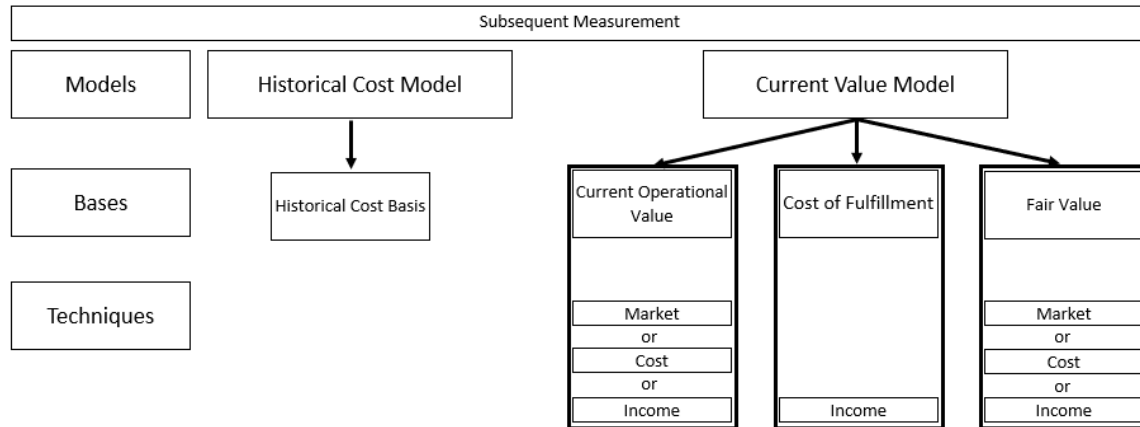 Subsequent Measurement
Models
Historical Cost Model
Current Value Model
Bases
Historical Cost Basis
Current Operational
Value
Cost of Fulfillment
Fair Value
Techniques
Market
or
Cost
or
Income
Income
Market
or
Cost
or
Income